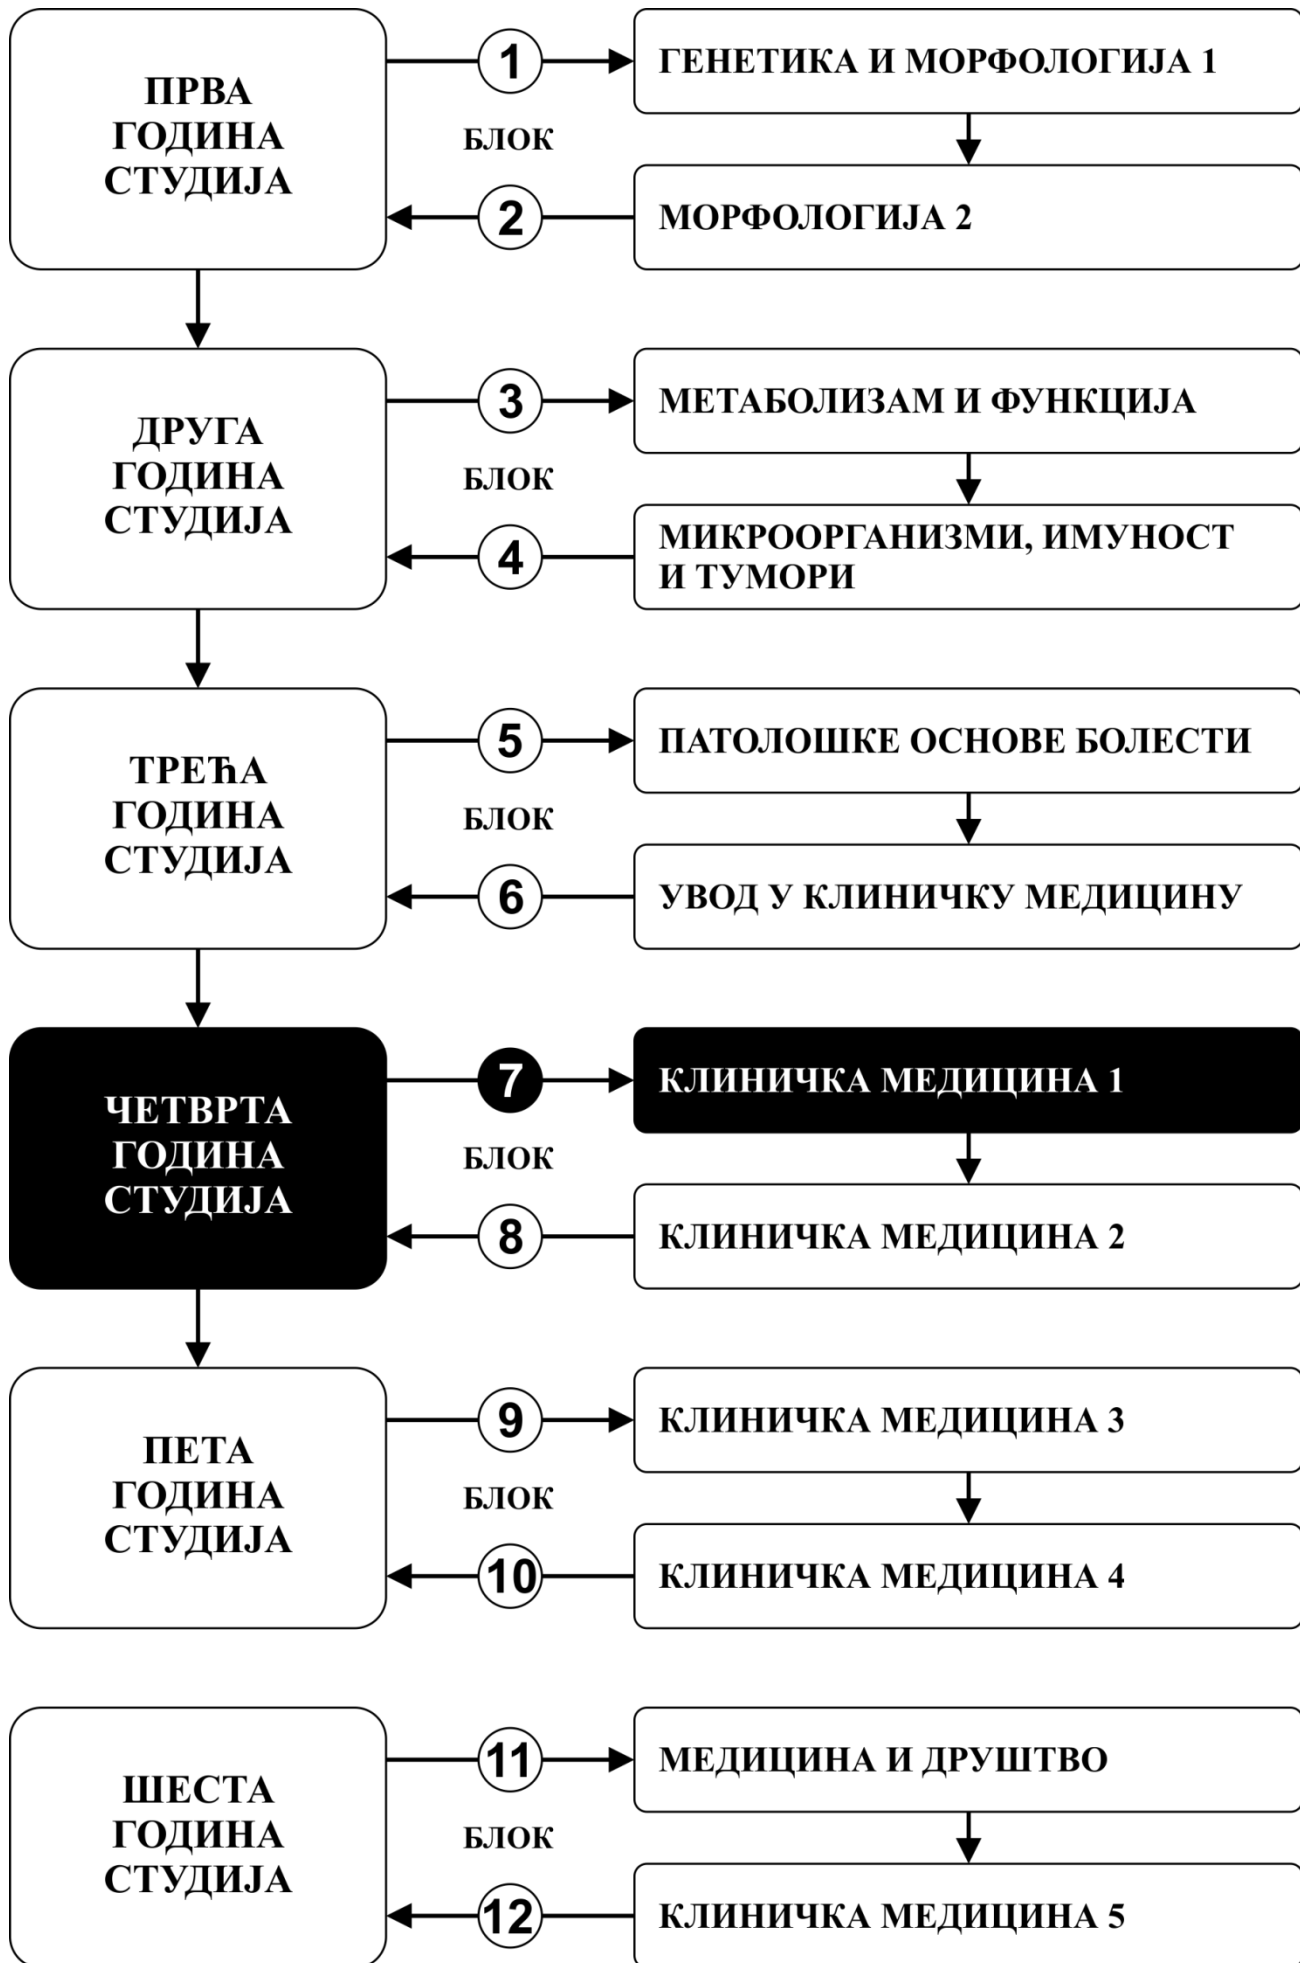 ПРВА
ГОДИНА
СТУДИЈА
1
БЛОК
2
ГЕНЕТИКА И МОРФОЛОГИЈА 1
МОРФОЛОГИЈА 2
ДРУГА
ГОДИНА
СТУДИЈА
3
БЛОК
4
МЕТАБОЛИЗАМ И ФУНКЦИЈА
МИКРООРГАНИЗМИ, ИМУНОСТ
И ТУМОРИ
ТРЕЋА
ГОДИНА
СТУДИЈА
5
БЛОК
6
ПАТОЛОШКЕ ОСНОВЕ БОЛЕСТИ
УВОД У КЛИНИЧКУ МЕДИЦИНУ
ЧЕТВРТА
ГОДИНА
СТУДИЈА
7
БЛОК
8
КЛИНИЧКА МЕДИЦИНА 1
КЛИНИЧКА МЕДИЦИНА 2
ПЕТА
ГОДИНА
СТУДИЈА
9
БЛОК
10
КЛИНИЧКА МЕДИЦИНА 3
КЛИНИЧКА МЕДИЦИНА 4
ШЕСТА
ГОДИНА
СТУДИЈА
11
БЛОК
12
МЕДИЦИНА И ДРУШТВО
КЛИНИЧКА МЕДИЦИНА 5